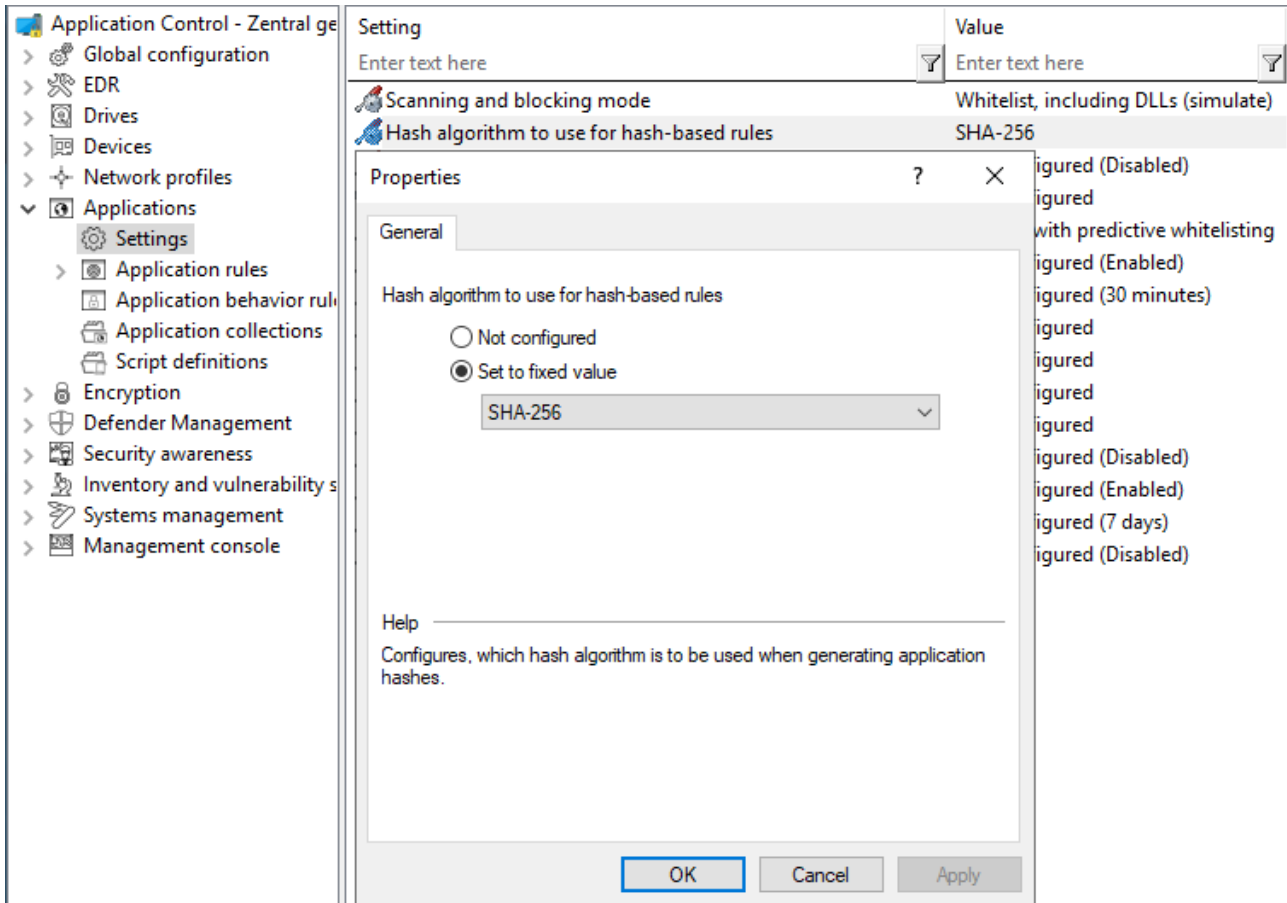 Application Control - Zentral ge
Global configuration
EDR
Drives
Devices
Network profiles
Applications
Settings
Application rules
Application behavior rul
Application collections
Script definitions
Encryption
Defender Management
Security awareness
Inventory and vulnerability s
Systems management
Management console
Setting Value
Enter text here Enter text here
Scanning and blocking mode Whitelist, including DLLs (simulate)
Hash algorithm to use for hash-based rules SHA-256
igured (Disabled)
igured
with predictive whitelisting
igured (Enabled)
igured (30 minutes)
igured
igured
igured
igured
igured (Disabled)
igured (Enabled)
igured (7 days)
igured (Disabled)
Properties ?
General
Hash algorithm to use for hash-based rules
Not configured
Set to fixed value
SHA-256
Help
Configures, which hash algorithm is to be used when generating application
hashes.
OK Cancel Apply